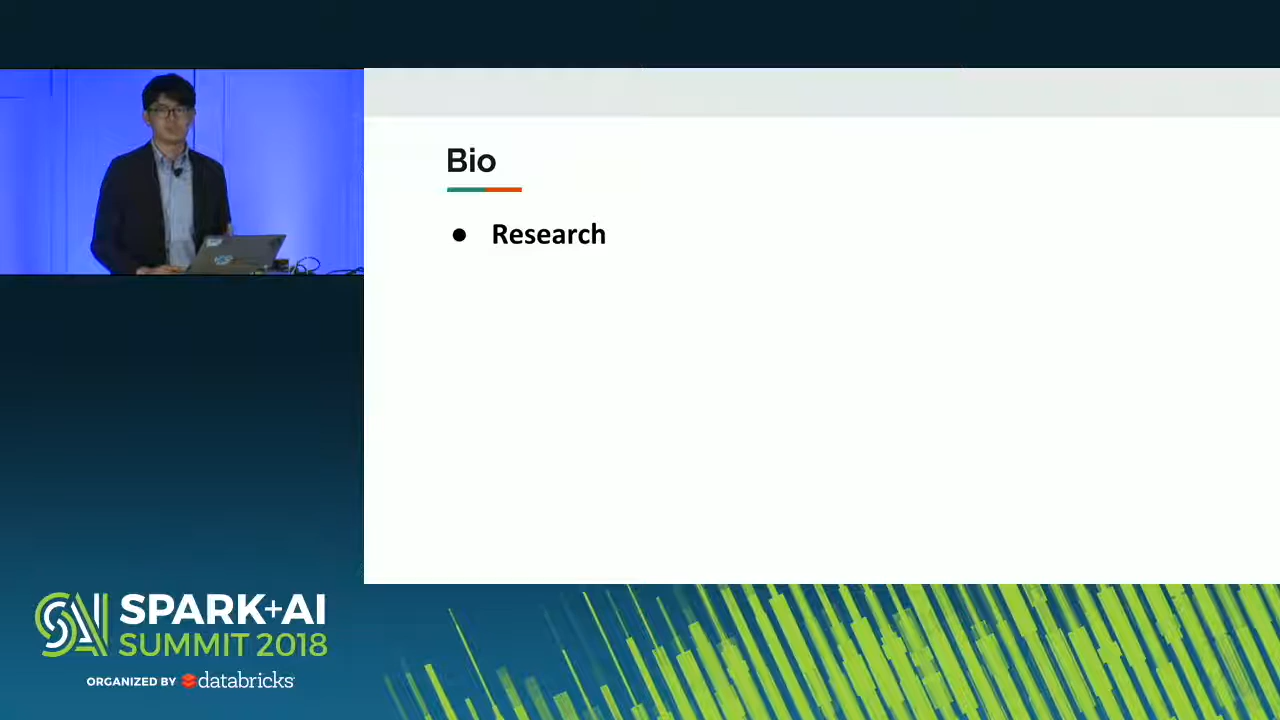 Bio
● Research
SPARK+AI
SUMMIT 2018
ORGANIZED BY databricks